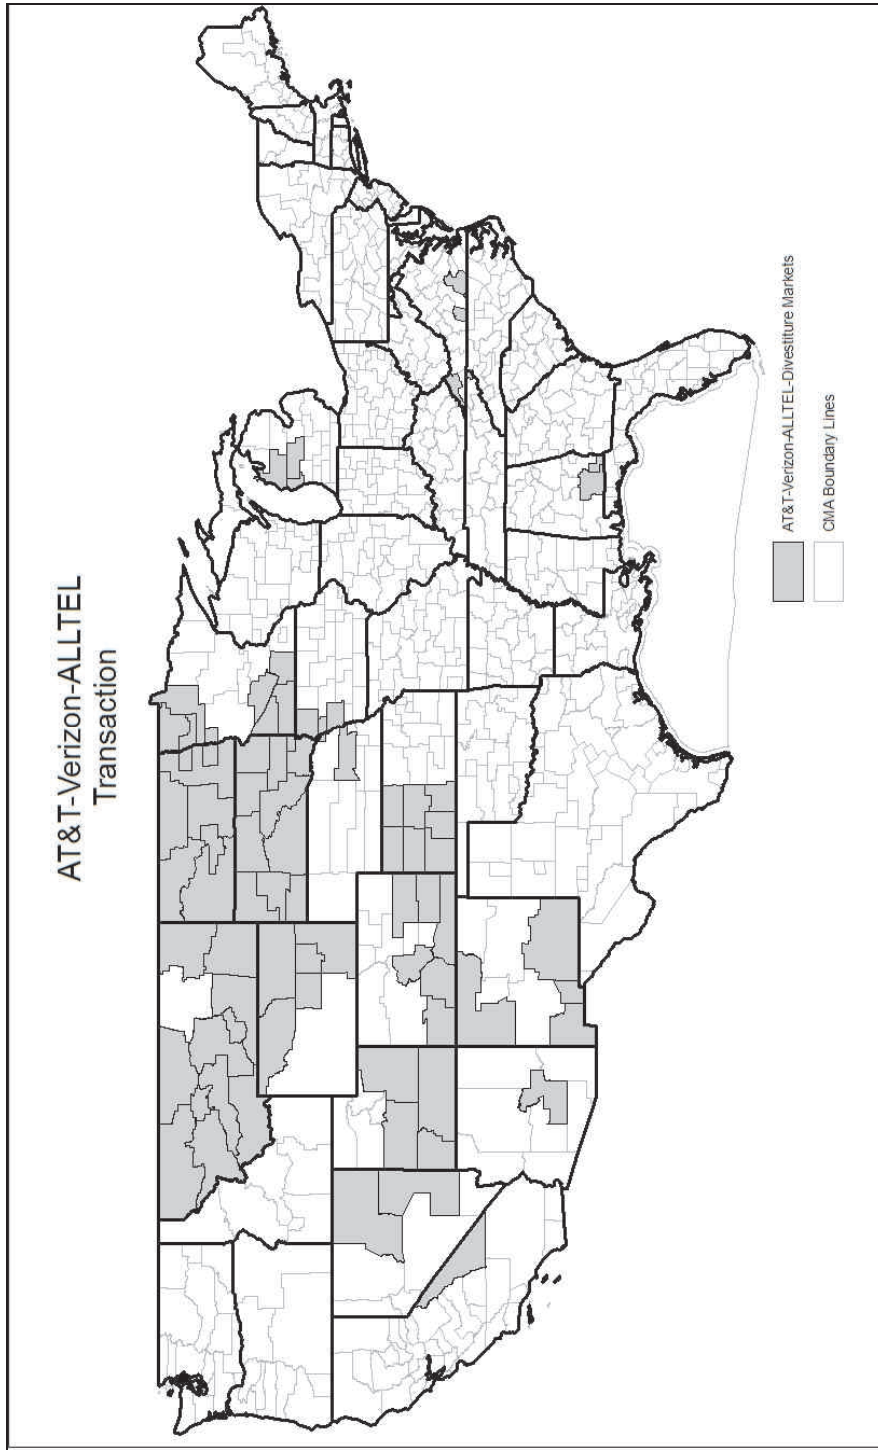 AT&T-Verizon-ALLTEL
Transaction
AT&T-Verizon-ALLTEL-Divestiture Markets
CMA Boundary Lines